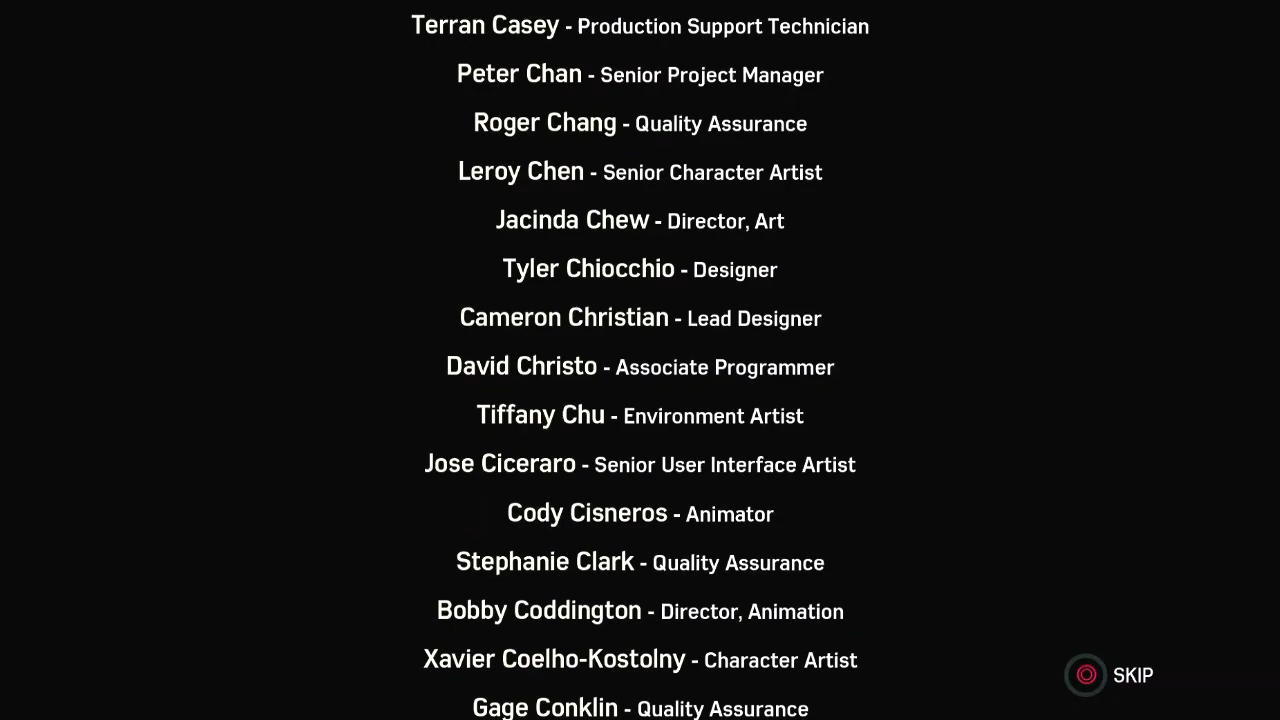 Terran Casey - Production Support Technician
Peter Chan - Senior Project Manager
Roger Chang - Quality Assurance
Leroy Chen - Senior Character Artist
Jacinda Chew - Director, Art
Tyler Chiocchio - Designer
Cameron Christian - Lead Designer
David Christo - Associate Programmer
Tiffany Chu - Environment Artist
Jose Ciceraro - Senior User Interface Artist
Cody Cisneros - Animator
Stephanie Clark - Quality Assurance
Bobby Coddington - Director, Animation
Xavier Coelho-Kostolny - Character Artist
SKIP
Gage Conklin - Quality Assurance